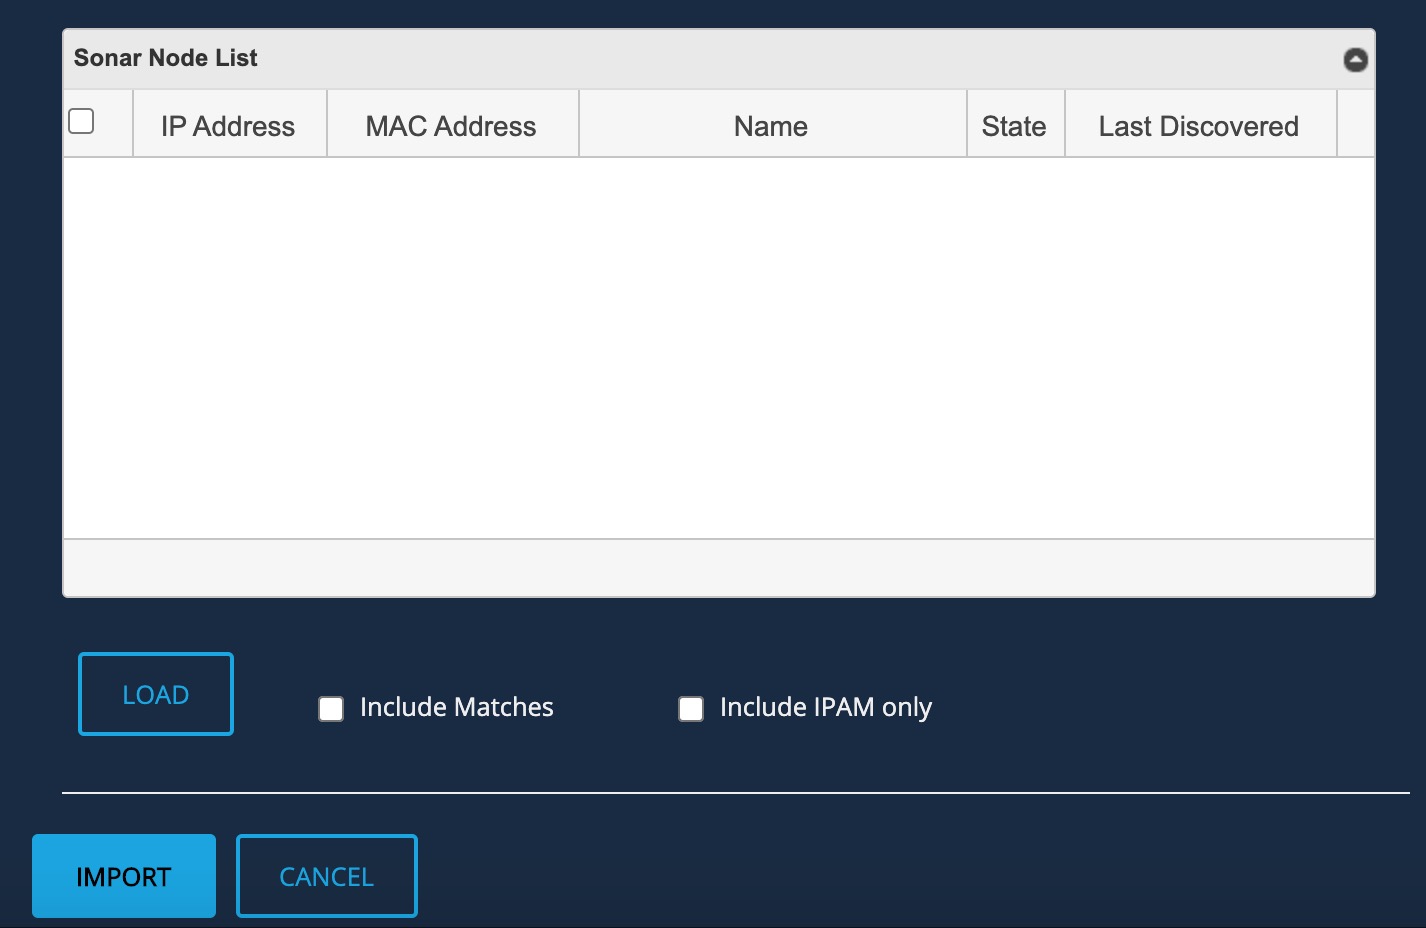 Sonar Node List
IP Address MAC Address Name State Last Discovered
LOAD Include Matches Include IPAM only
IMPORT CANCEL